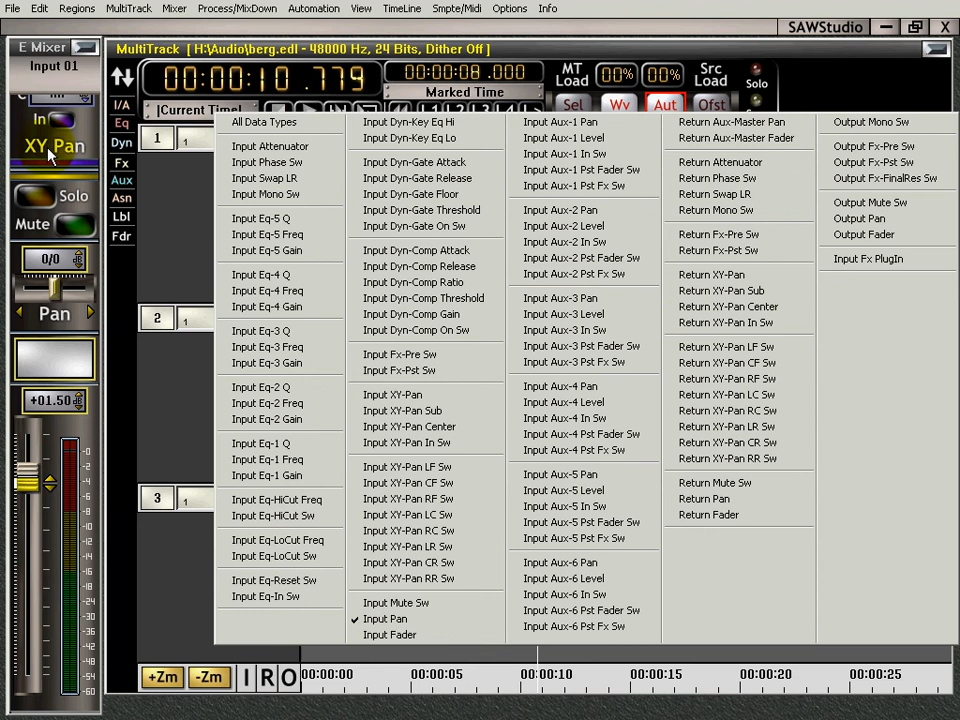 File Edit Regions MultiTrack Mixer Process/MixDown Automation View TimeLine Smpte/Midi Options Info
SAWStudio
E Mixer
MultiTrack [ H:\Audio\berg.edl - 48000 Hz, 24 Bits, Dither Off ]
Input 01
00:00:10 .779
00:00:08 .000
Marked Time
MT Load 00% 00% Src Load Solo
|Current Time| Sel Wv Aut Ofst
In
XY Pan
Solo
Mute
0/0 dB
Pan
+01.50 dB
-0
-2
-4
-6
-8
-10
-12
-14
-16
-18
-20
-22
-24
-26
-28
-30
-32
-36
-42
-48
-54
-60
I/A
Eq
Dyn
Fx
Aux
Asn
Lbl
Fdr
1 1
2 1
3 1
All Data Types
Input Attenuator
Input Phase Sw
Input Swap LR
Input Mono Sw
Input Eq-5 Q
Input Eq-5 Freq
Input Eq-5 Gain
Input Eq-4 Q
Input Eq-4 Freq
Input Eq-4 Gain
Input Eq-3 Q
Input Eq-3 Freq
Input Eq-3 Gain
Input Eq-2 Q
Input Eq-2 Freq
Input Eq-2 Gain
Input Eq-1 Q
Input Eq-1 Freq
Input Eq-1 Gain
Input Eq-HiCut Freq
Input Eq-HiCut Sw
Input Eq-LoCut Freq
Input Eq-LoCut Sw
Input Eq-Reset Sw
Input Eq-In Sw
Input Dyn-Key Eq Hi
Input Dyn-Key Eq Lo
Input Dyn-Gate Attack
Input Dyn-Gate Release
Input Dyn-Gate Floor
Input Dyn-Gate Threshold
Input Dyn-Gate On Sw
Input Dyn-Comp Attack
Input Dyn-Comp Release
Input Dyn-Comp Ratio
Input Dyn-Comp Threshold
Input Dyn-Comp Gain
Input Dyn-Comp On Sw
Input Fx-Pre Sw
Input Fx-Pst Sw
Input XY-Pan
Input XY-Pan Sub
Input XY-Pan Center
Input XY-Pan In Sw
Input XY-Pan LF Sw
Input XY-Pan CF Sw
Input XY-Pan RF Sw
Input XY-Pan LC Sw
Input XY-Pan RC Sw
Input XY-Pan LR Sw
Input XY-Pan CR Sw
Input XY-Pan RR Sw
Input Mute Sw
✓ Input Pan
Input Fader
Input Aux-1 Pan
Input Aux-1 Level
Input Aux-1 In Sw
Input Aux-1 Pst Fader Sw
Input Aux-1 Pst Fx Sw
Input Aux-2 Pan
Input Aux-2 Level
Input Aux-2 In Sw
Input Aux-2 Pst Fader Sw
Input Aux-2 Pst Fx Sw
Input Aux-3 Pan
Input Aux-3 Level
Input Aux-3 In Sw
Input Aux-3 Pst Fader Sw
Input Aux-3 Pst Fx Sw
Input Aux-4 Pan
Input Aux-4 Level
Input Aux-4 In Sw
Input Aux-4 Pst Fader Sw
Input Aux-4 Pst Fx Sw
Input Aux-5 Pan
Input Aux-5 Level
Input Aux-5 In Sw
Input Aux-5 Pst Fader Sw
Input Aux-5 Pst Fx Sw
Input Aux-6 Pan
Input Aux-6 Level
Input Aux-6 In Sw
Input Aux-6 Pst Fader Sw
Input Aux-6 Pst Fx Sw
Return Aux-Master Pan
Return Aux-Master Fader
Return Attenuator
Return Phase Sw
Return Swap LR
Return Mono Sw
Return Fx-Pre Sw
Return Fx-Pst Sw
Return XY-Pan
Return XY-Pan Sub
Return XY-Pan Center
Return XY-Pan In Sw
Return XY-Pan LF Sw
Return XY-Pan CF Sw
Return XY-Pan RF Sw
Return XY-Pan LC Sw
Return XY-Pan RC Sw
Return XY-Pan LR Sw
Return XY-Pan CR Sw
Return XY-Pan RR Sw
Return Mute Sw
Return Pan
Return Fader
Output Mono Sw
Output Fx-Pre Sw
Output Fx-Pst Sw
Output Fx-FinalRes Sw
Output Mute Sw
Output Pan
Output Fader
Input Fx PlugIn
+Zm -Zm I R O 00:00:00 00:00:05 00:00:10 00:00:15 00:00:20 00:00:25